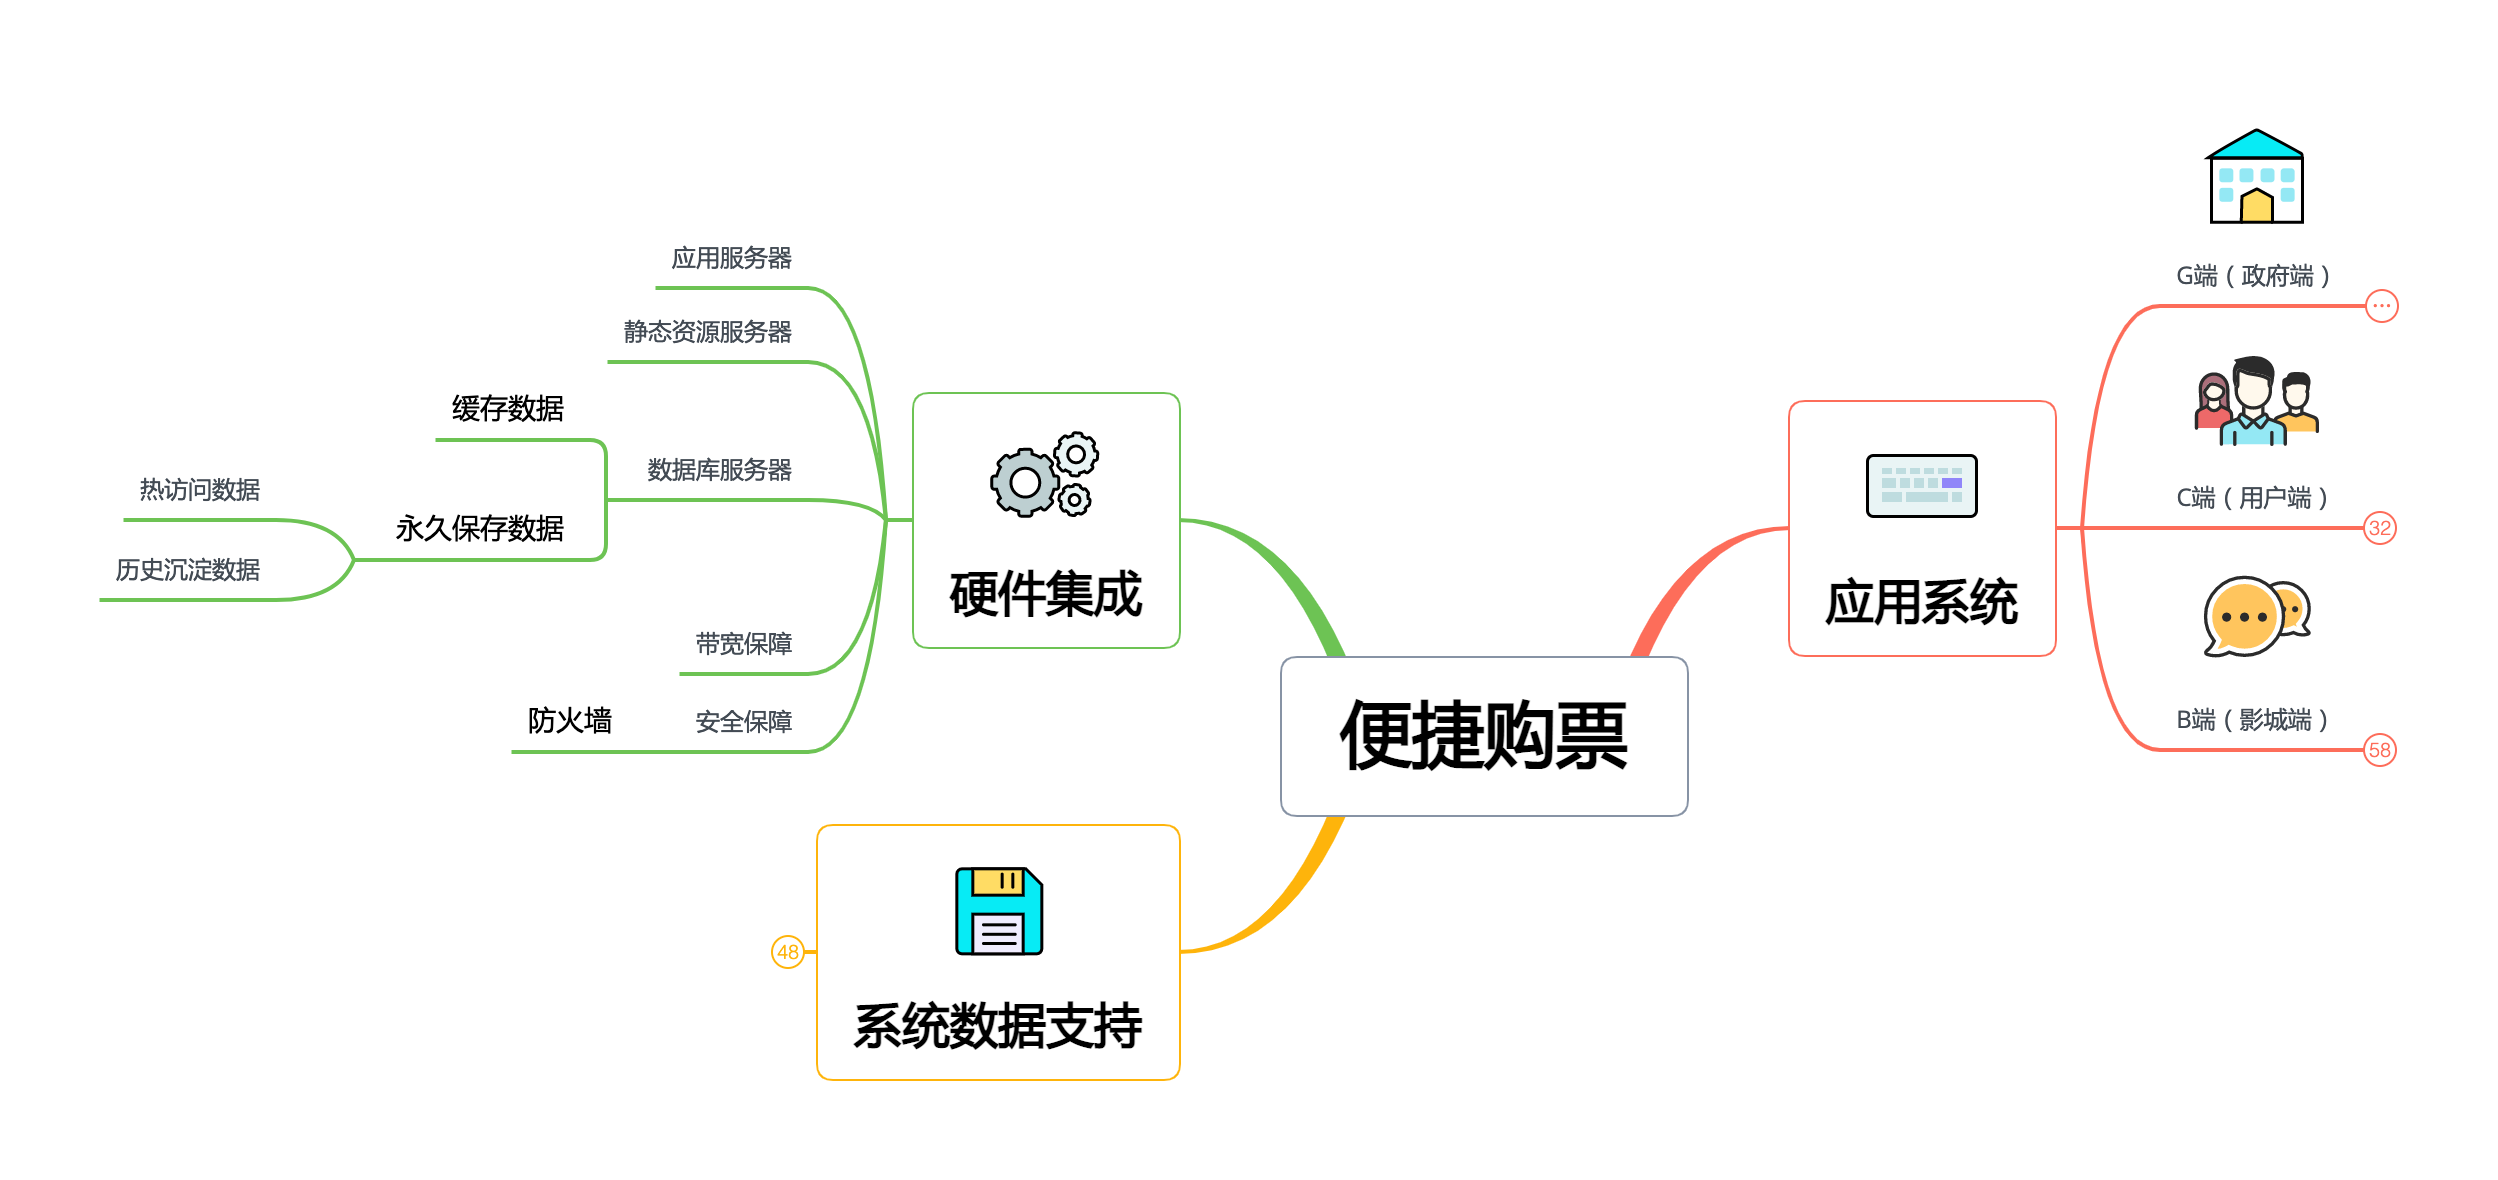 便捷购票
应用系统
G端（政府端）
…
C端（用户端）
32
B端（影城端）
58
硬件集成
应用服务器
静态资源服务器
数据库服务器
缓存数据
永久保存数据
热访问数据
历史沉淀数据
带宽保障
安全保障
防火墙
系统数据支持
48